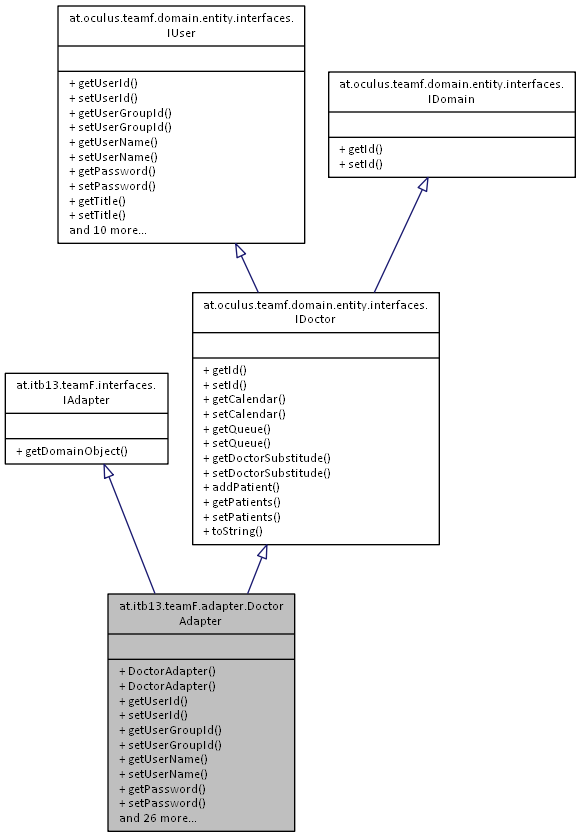 at.oculus.teamf.domain.entity.interfaces.
IUser
+ getUserId()
+ setUserId()
+ getUserGroupId()
+ setUserGroupId()
+ getUserName()
+ setUserName()
+ getPassword()
+ setPassword()
+ getTitle()
+ setTitle()
and 10 more...
at.oculus.teamf.domain.entity.interfaces.
IDomain
+ getId()
+ setId()
at.oculus.teamf.domain.entity.interfaces.
IDoctor
+ getId()
+ setId()
+ getCalendar()
+ setCalendar()
+ getQueue()
+ setQueue()
+ getDoctorSubstitude()
+ setDoctorSubstitude()
+ addPatient()
+ getPatients()
+ setPatients()
+ toString()
at.itb13.teamF.interfaces.
IAdapter
+ getDomainObject()
at.itb13.teamF.adapter.Doctor
Adapter
+ DoctorAdapter()
+ DoctorAdapter()
+ getUserId()
+ setUserId()
+ getUserGroupId()
+ setUserGroupId()
+ getUserName()
+ setUserName()
+ getPassword()
+ setPassword()
and 26 more...